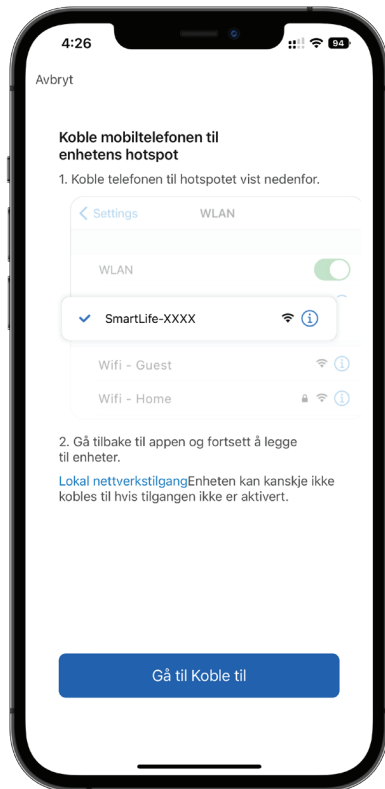 4:26
94
Avbryt
Koble mobiltelefonen til
enhetens hotspot
1. Koble telefonen til hotspotet vist nedenfor.
Settings
WLAN
WLAN
SmartLife-XXXX
Wifi - Guest
Wifi - Home
2. Gå tilbake til appen og fortsett å legge
til enheter.
Lokal nettverkstilgangEnheten kan kanskje ikke
kobles til hvis tilgangen ikke er aktivert.
Gå til Koble til